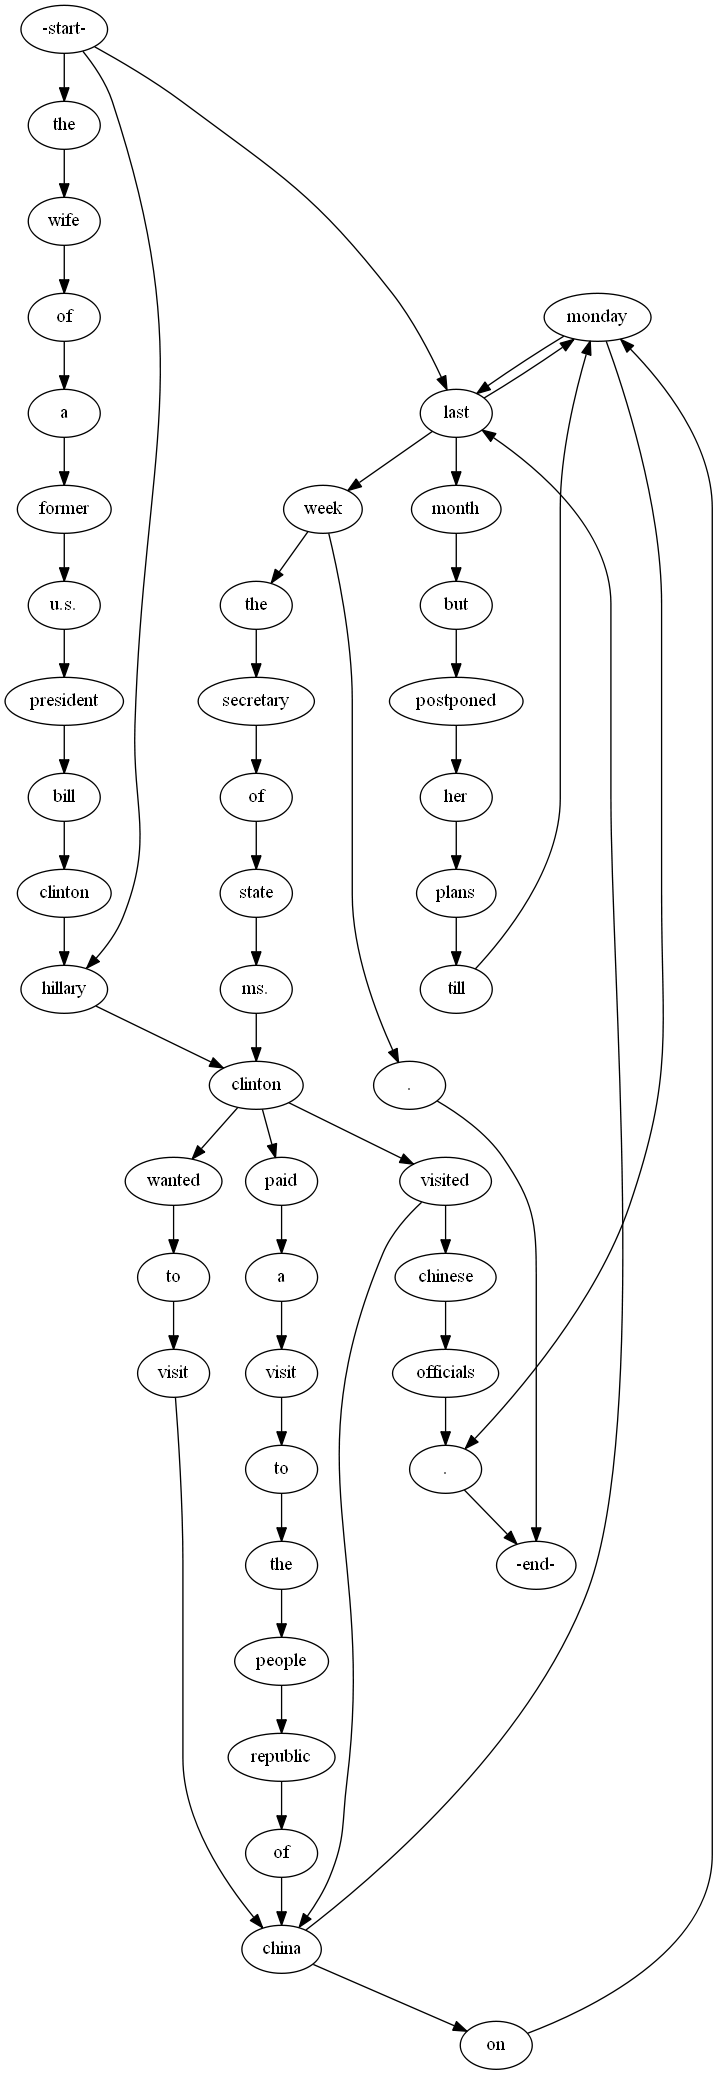 -start-
the
wife
of
monday
a
last
former
week
month
u.s.
the
but
president
secretary
postponed
bill
of
her
clinton
state
plans
hillary
ms.
till
clinton
.
wanted
paid
visited
to
a
chinese
visit
visit
officials
to
.
the
-end-
people
republic
of
china
on